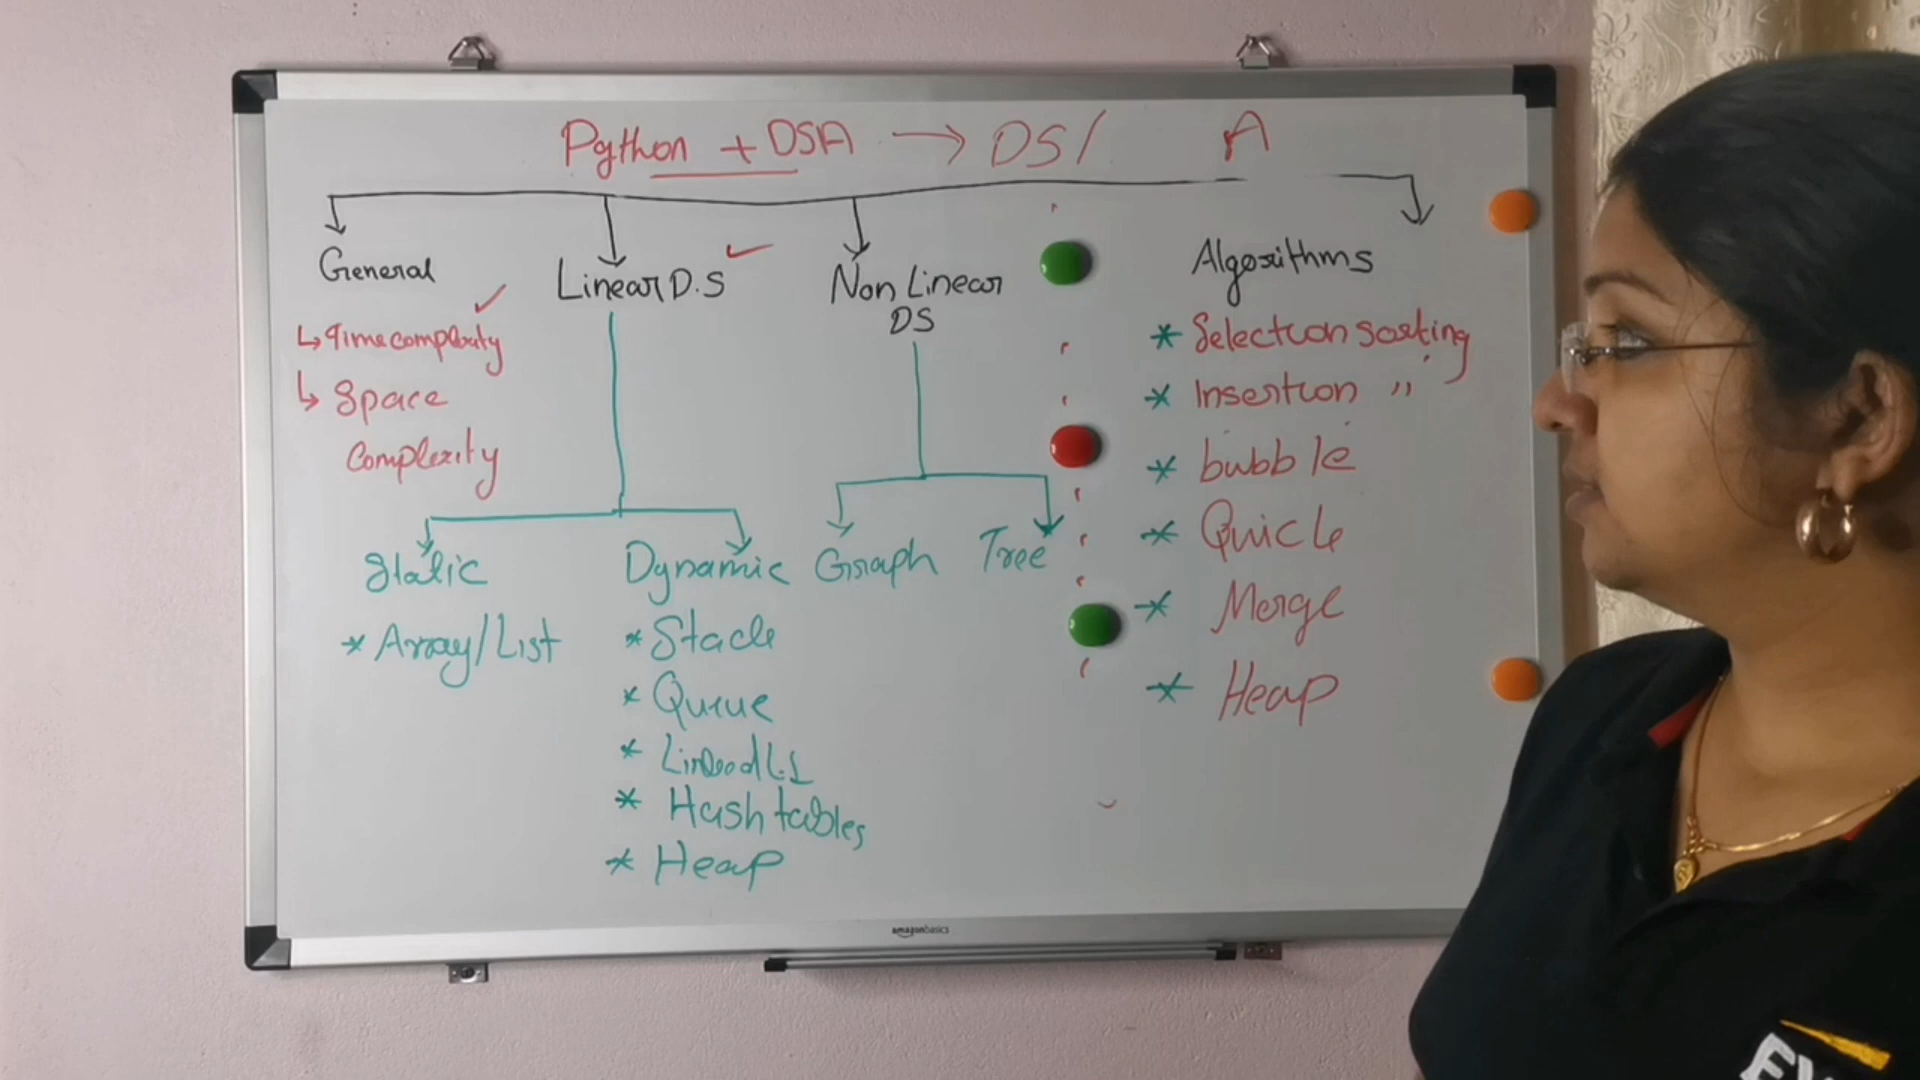 Python + DSA → DS/ A
General
Linear D.S
Non Linear
DS
Algorithms
↳ Time complexity
↳ Space
Complexity
* Selection sorting
* Insertion "
* bubble
* Quick
* Merge
* Heap
Static
* Array/List
Dynamic
* Stack
* Queue
* Linked L.I
* Hash tables
* Heap
Graph
Tree
amazonbasics